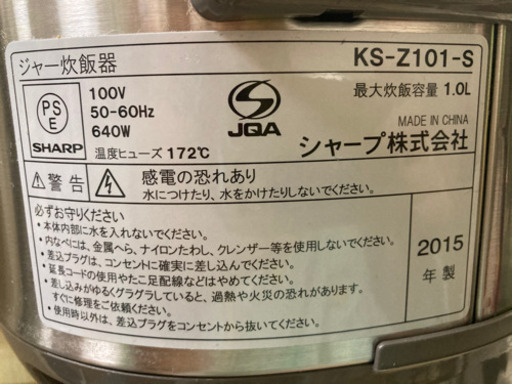 ジャー炊飯器
KS-Z101-S
PS
E
SHARP
100V
50-60Hz
640W
JQA
最大炊飯容量 1.0L
MADE IN CHINA
温度ヒューズ 172℃
シャープ株式会社
警告
感電の恐れあり
水につけたり、水をかけたりしないでください
必ずお守りください
•本体内部に水を入れないでください。
•内なべには、金属へら、ナイロンたわし、クレンザー等を使用しないでください。
•差込プラグは、コンセントに確実に差し込んでください。
•延長コードの使用やたこ足配線などはやめてください。
•差し込みがゆるくグラグラしていると、過熱や火災の恐れがあります。
すぐに修理をご依頼ください。
•使用時以外は、差込プラグをコンセントから抜いてください。
2015
年製